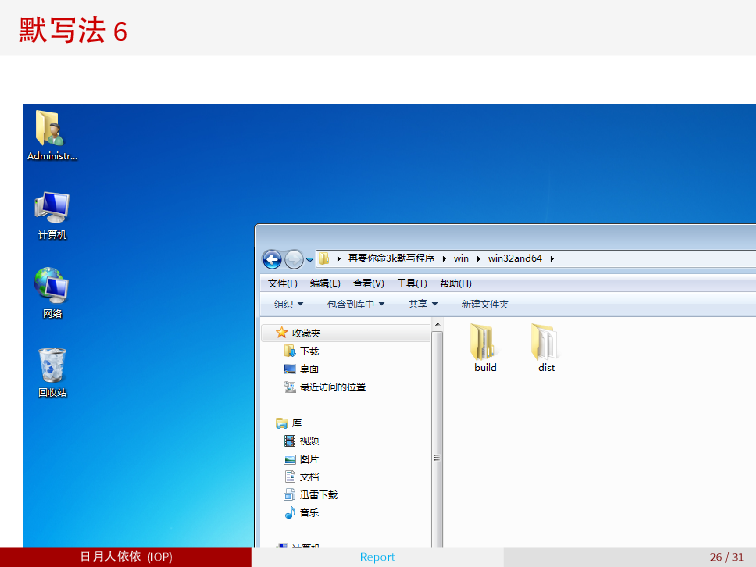 默写法 6
Administr...
计算机
网络
回收站
再要你命3k默写程序 win win32and64
文件(F) 编辑(E) 查看(V) 工具(T) 帮助(H)
组织 包含到库中 共享 新建文件夹
收藏夹
下载
桌面
最近访问的位置
库
视频
图片
文档
迅雷下载
音乐
计算机
build
dist
日月人依依 (IOP)
Report
26 / 31